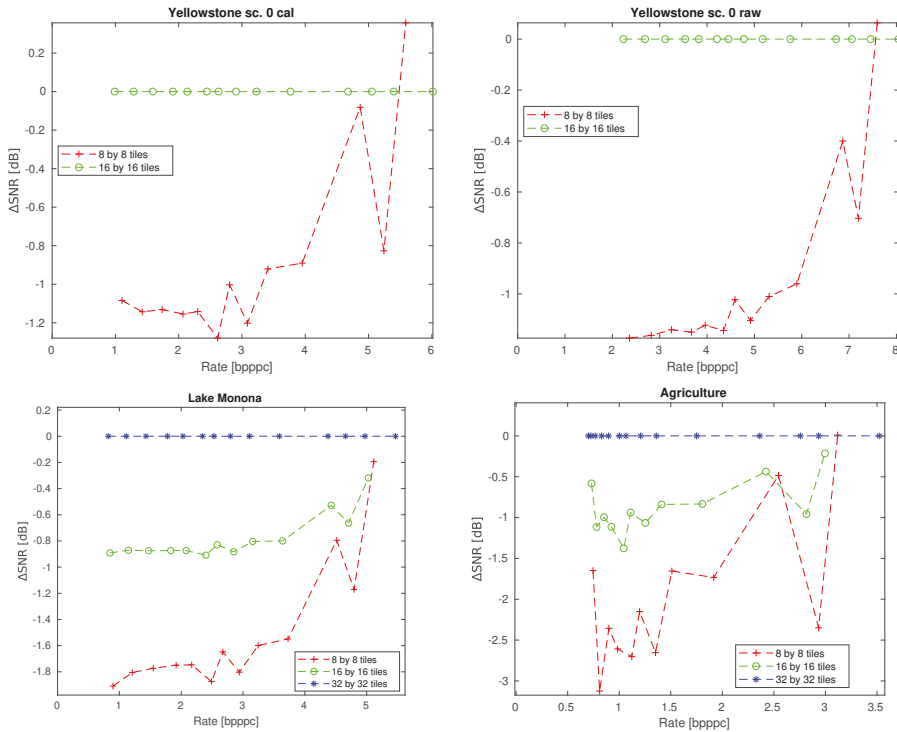 Yellowstone sc. 0 cal
0.2
0
-0.2
-0.4
-0.6
-0.8
-1
-1.2
ΔSNR [dB]
8 by 8 tiles
16 by 16 tiles
0 1 2 3 4 5 6
Rate [bpppc]
Yellowstone sc. 0 raw
0
-0.2
-0.4
-0.6
-0.8
-1
ΔSNR [dB]
8 by 8 tiles
16 by 16 tiles
0 1 2 3 4 5 6 7 8
Rate [bpppc]
Lake Monona
0.2
0
-0.2
-0.4
-0.6
-0.8
-1
-1.2
-1.4
-1.6
-1.8
ΔSNR [dB]
8 by 8 tiles
16 by 16 tiles
32 by 32 tiles
0 1 2 3 4 5
Rate [bpppc]
Agriculture
0
-0.5
-1
-1.5
-2
-2.5
-3
ΔSNR [dB]
8 by 8 tiles
16 by 16 tiles
32 by 32 tiles
0 0.5 1 1.5 2 2.5 3 3.5
Rate [bpppc]